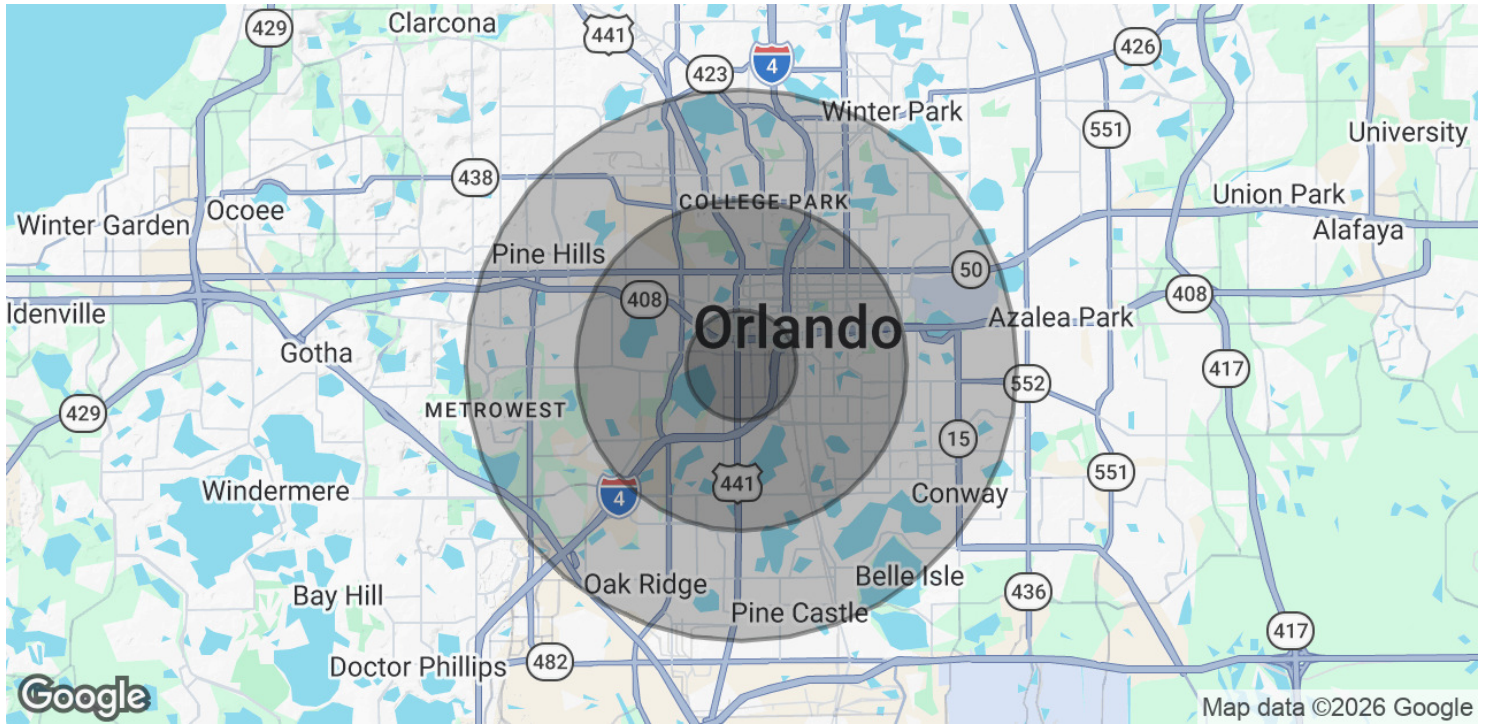 429
Clarcona
441
423
4
426
Winter Park
551
University
438
COLLEGE PARK
Union Park
Ocoee
Winter Garden
Alafaya
Pine Hills
50
408
408
ldenville
Orlando
Azalea Park
Gotha
417
552
429
METROWEST
15
551
441
Windermere
4
Conway
Oak Ridge
Belle Isle
Bay Hill
436
Pine Castle
417
Doctor Phillips
482
Google
Map data ©2026 Google